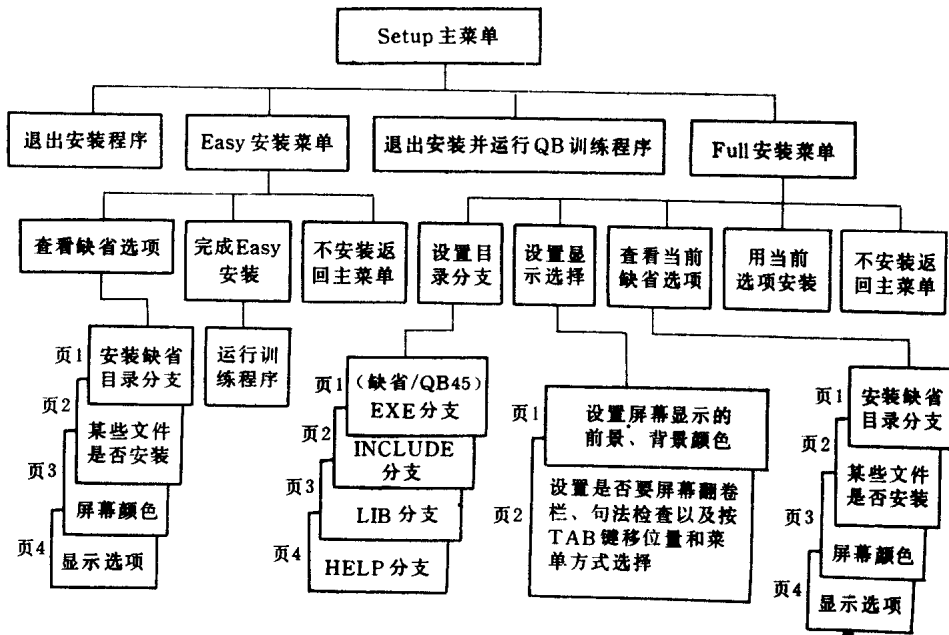 Setup 主菜单
退出安装程序
Easy 安装菜单
退出安装并运行QB训练程序
Full 安装菜单
查看缺省选项
完成Easy
安装
不安装返
回主菜单
设置目
录分支
设置显
示选择
查看当前
缺省选项
用当前
选项安装
不安装返
回主菜单
页1
安装缺省
目录分支
页2
某些文件
是否安装
页3
屏幕颜色
页4
显示选项
运行训
练程序
页1
(缺省/QB45)
EXE 分支
页2
INCLUDE
分支
页3
LIB 分支
页4
HELP 分支
页1
设置屏幕显示的
前景、背景颜色
页2
设置是否要屏幕翻卷
栏、句法检查以及按
TAB 键移位量和菜
单方式选择
页1
安装缺省
目录分支
页2
某些文件
是否安装
页3
屏幕颜色
页4
显示选项